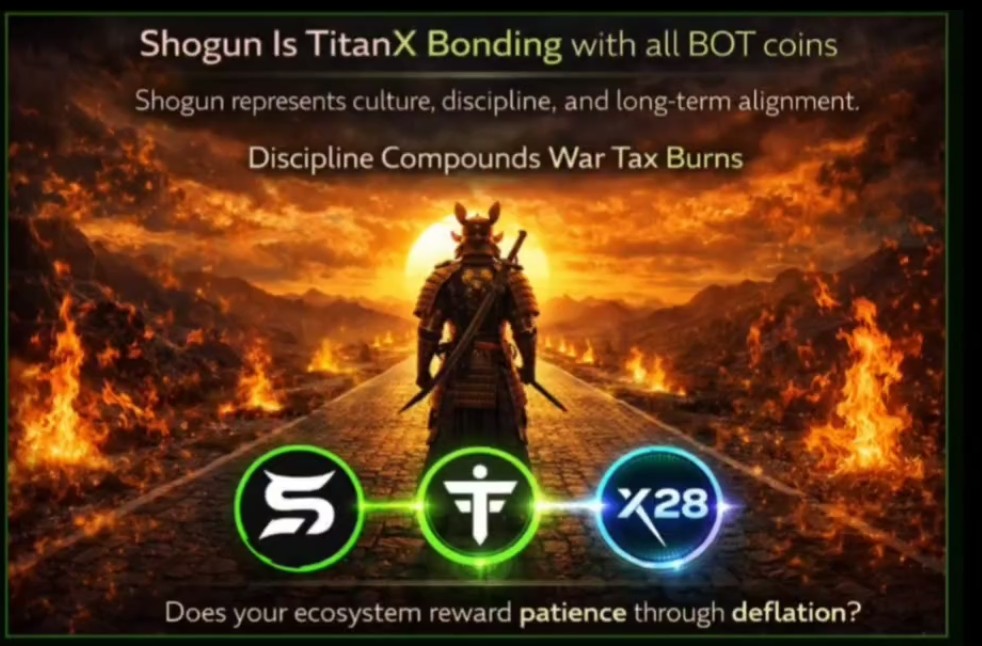 Shogun Is TitanX Bonding with all BOT coins
Shogun represents culture, discipline, and long-term alignment.
Discipline Compounds War Tax Burns
X28
Does your ecosystem reward patience through deflation?